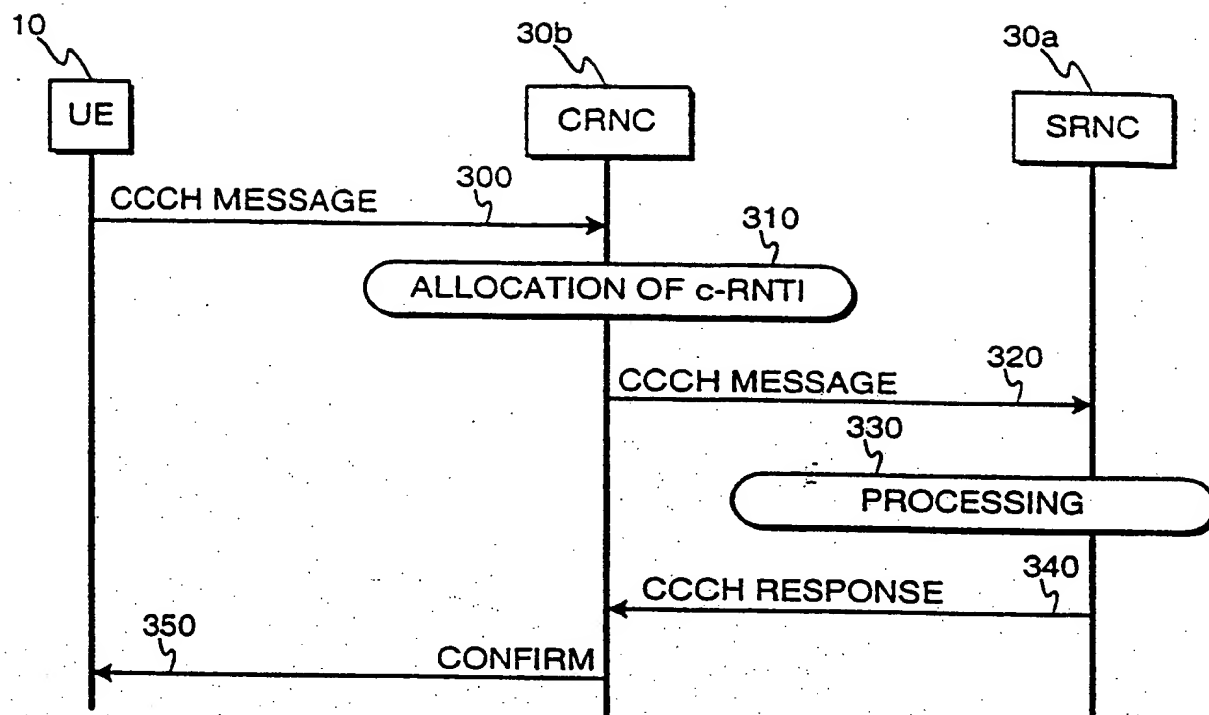 10
30b
30a
UE
CRNC
SRNC
CCCH MESSAGE
300
310
ALLOCATION OF c-RNTI
CCCH MESSAGE
320
330
PROCESSING
CCCH RESPONSE
340
350
CONFIRM